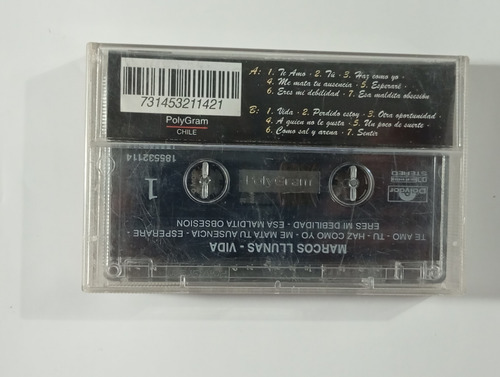 A: 1. Te Amo - 2. Tú - 3. Haz como yo -
4. Me mata tu ausencia - 5. Esperaré -
6. Eres mi debilidad - 7. Esa maldita obsesión
B: 1. Vida - 2. Perdido estoy - 3. Otra oportunidad
4. A quien no le gusta - 5. Un poco de suerte -
6. Como sal y arena - 7. Sentir
731453211421
PolyGram
CHILE
185532114
1
PolyGram
Polydor
STEREO
MARCOS LLUNAS - VIDA
TE AMO - TU - HAZ COMO YO - ME MATA TU AUSENCIA - ESPERARE -
ERES MI DEBILIDAD - ESA MALDITA OBSESION